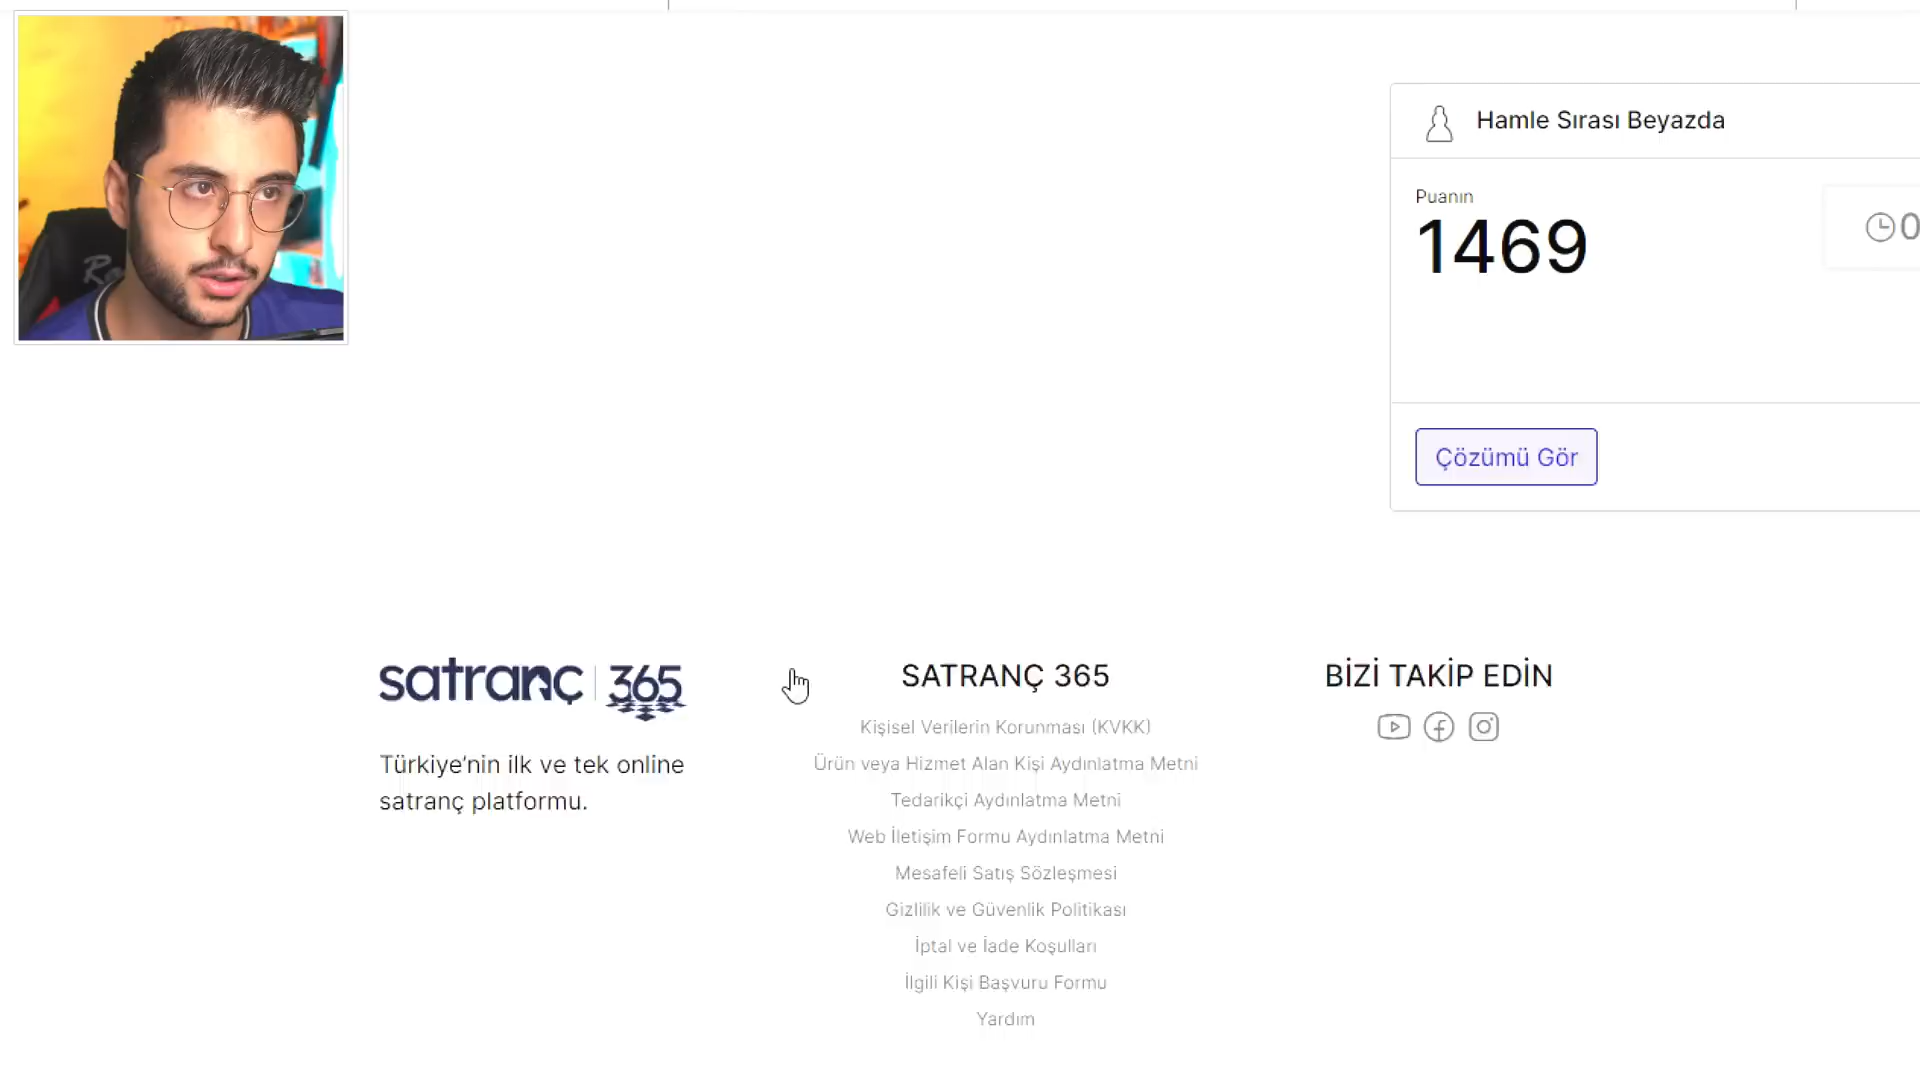 Hamle Sırası Beyazda
Puanın
1469
0
Çözümü Gör
satranç 365
Türkiye'nin ilk ve tek online
satranç platformu.
SATRANÇ 365
Kişisel Verilerin Korunması (KVKK)
Ürün veya Hizmet Alan Kişi Aydınlatma Metni
Tedarikçi Aydınlatma Metni
Web İletişim Formu Aydınlatma Metni
Mesafeli Satış Sözleşmesi
Gizlilik ve Güvenlik Politikası
İptal ve İade Koşulları
İlgili Kişi Başvuru Formu
Yardım
BİZİ TAKİP EDİN